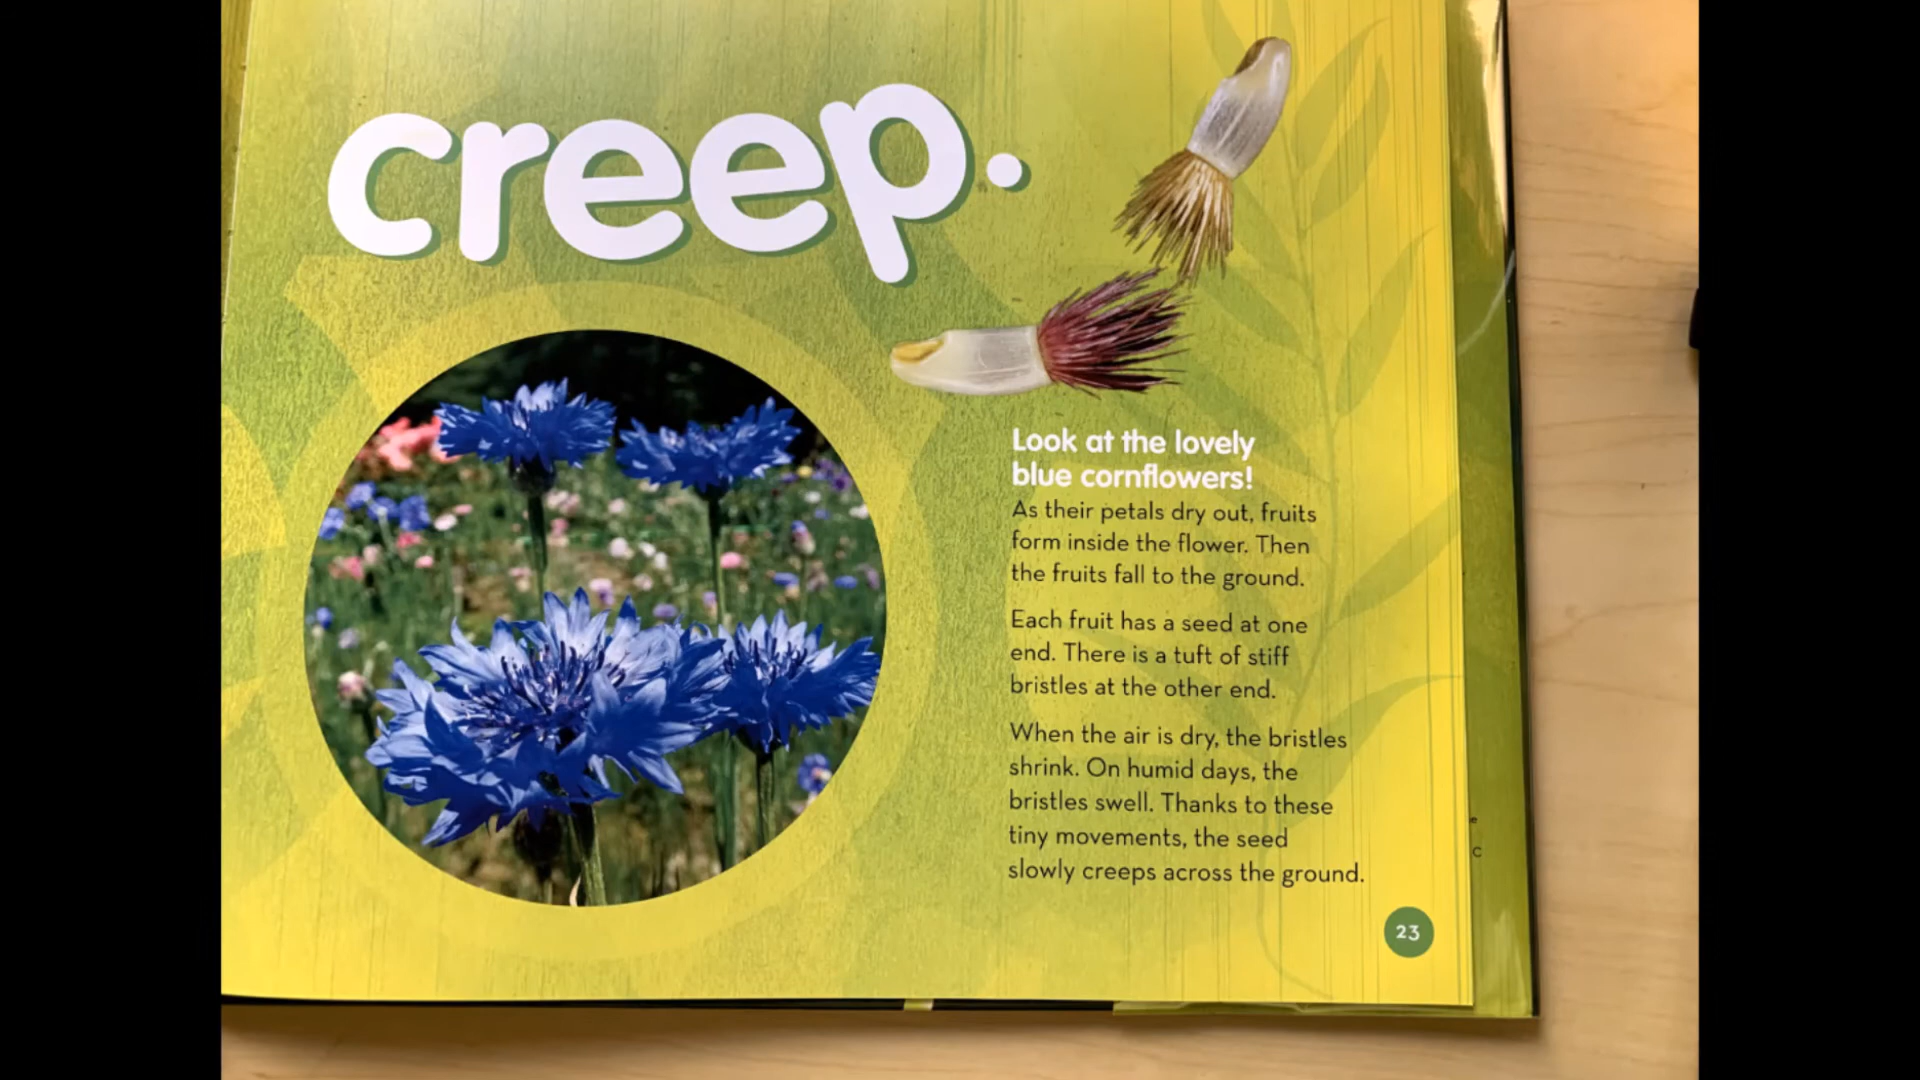 creep.
Look at the lovely
blue cornflowers!
As their petals dry out, fruits
form inside the flower. Then
the fruits fall to the ground.
Each fruit has a seed at one
end. There is a tuft of stiff
bristles at the other end.
When the air is dry, the bristles
shrink. On humid days, the
bristles swell. Thanks to these
tiny movements, the seed
slowly creeps across the ground.
23